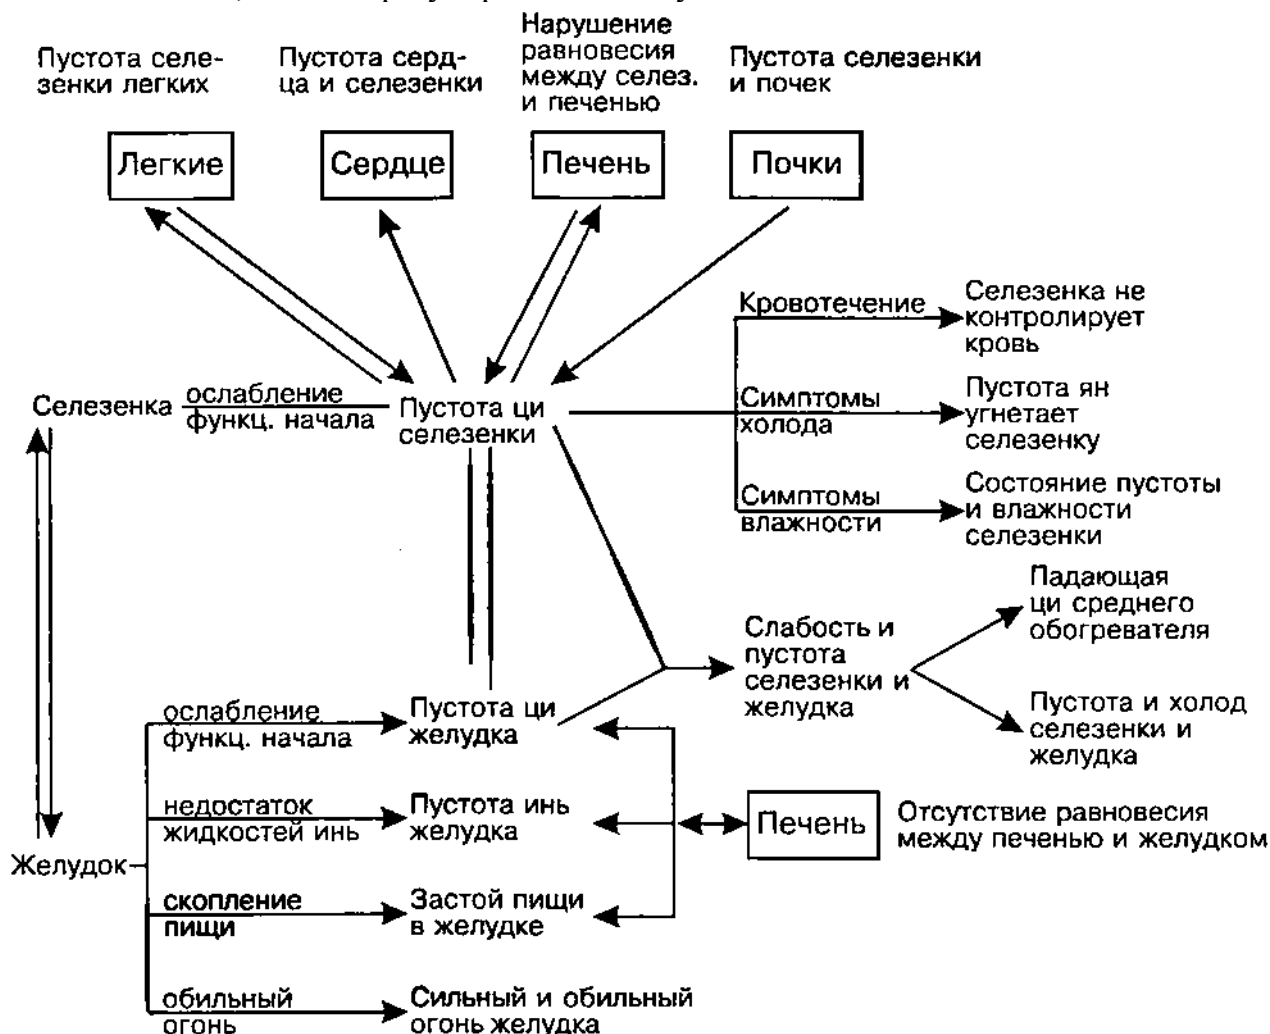 Пустота селе-
зенки легких
Пустота серд-
ца и селезенки
Нарушение
равновесия
между селез.
и печенью
Пустота селезенки
и почек
Легкие
Сердце
Печень
Почки
Кровотечение
Селезенка не
контролирует
кровь
Селезенка
ослабление
функц. начала
Пустота ци
селезенки
Симптомы
холода
Пустота ян
угнетает
селезенку
Симптомы
влажности
Состояние пустоты
и влажности
селезенки
Слабость и
пустота
селезенки и
желудка
Падающая
ци среднего
обогревателя
Пустота и холод
селезенки и
желудка
ослабление
функц. начала
Пустота ци
желудка
недостаток
жидкостей инь
Пустота инь
желудка
Печень
Отсутствие равновесия
между печенью и желудком
Желудок
скопление
пищи
Застой пищи
в желудке
обильный
огонь
Сильный и обильный
огонь желудка